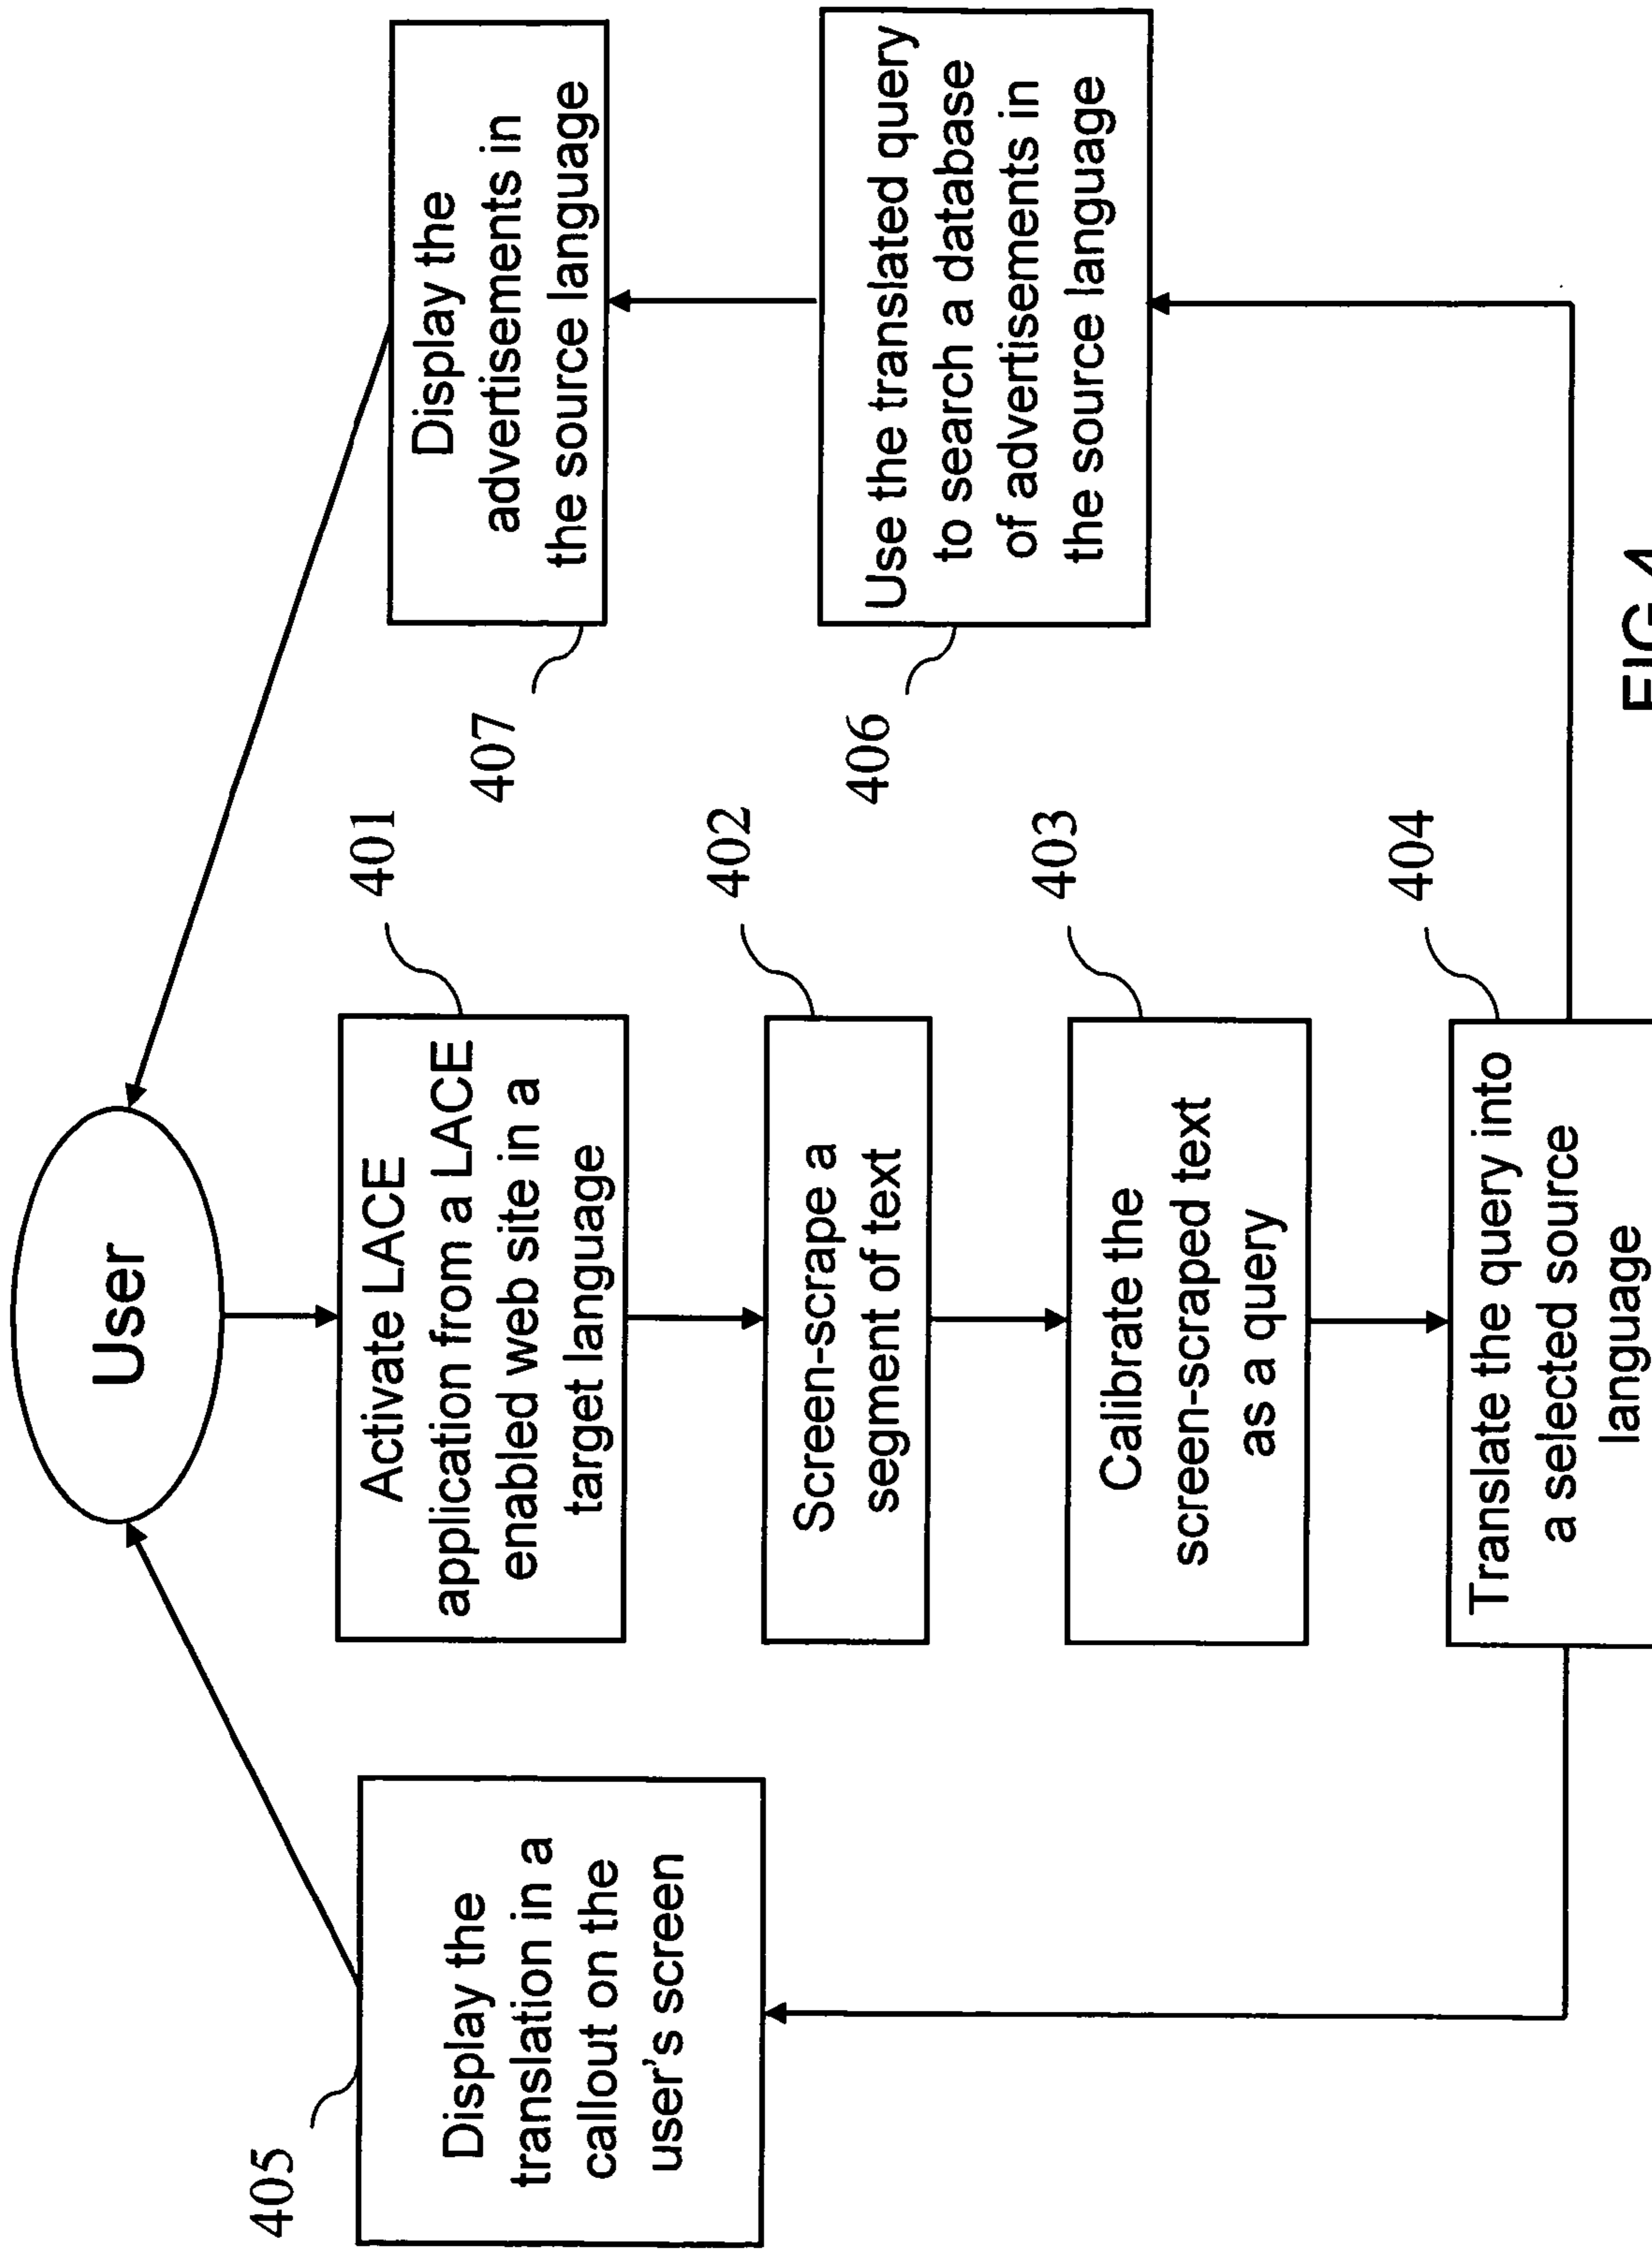 User
401
Activate LACE
application from a LACE
enabled web site in a
target language
402
Screen-scrape a
segment of text
403
Calibrate the
screen-scraped text
as a query
404
Translate the query into
a selected source
language
405
Display the
translation in a
callout on the
user's screen
406
Use the translated query
to search a database
of advertisements in
the source language
407
Display the
advertisements in
the source language
FIG.4